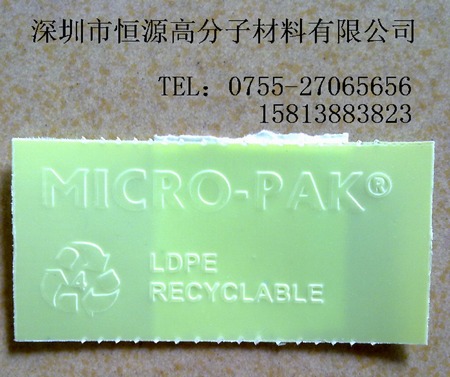 深圳市恒源高分子材料有限公司
TEL：0755-27065656
15813883823
MICRO-PAK®
4 LDPE
RECYCLABLE